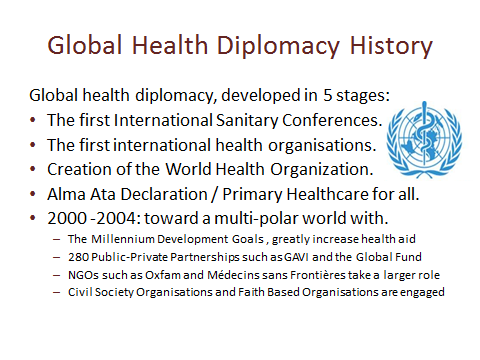 Global Health Diplomacy History
Global health diplomacy, developed in 5 stages:
• The first International Sanitary Conferences.
• The first international health organisations.
• Creation of the World Health Organization.
• Alma Ata Declaration / Primary Healthcare for all.
• 2000 -2004: toward a multi-polar world with.
– The Millennium Development Goals , greatly increase health aid
– 280 Public-Private Partnerships such as GAVI and the Global Fund
– NGOs such as Oxfam and Médecins sans Frontières take a larger role
– Civil Society Organisations and Faith Based Organisations are engaged